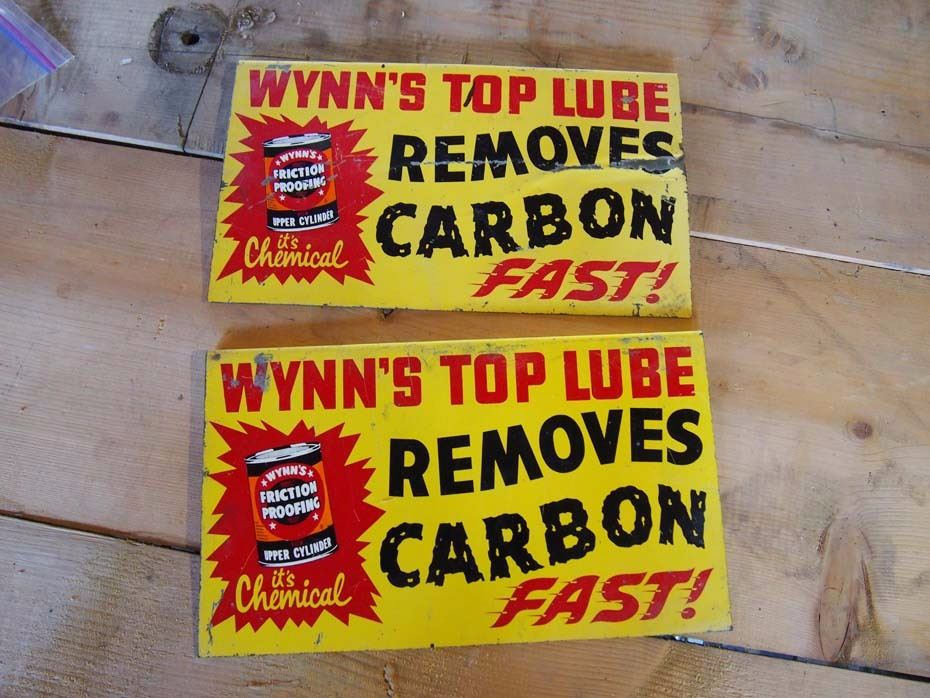 WYNN'S TOP LUBE
REMOVES
CARBON
FAST!
WYNN'S
FRICTION
PROOFING
UPPER CYLINDER
it's
Chemical
WYNN'S TOP LUBE
REMOVES
CARBON
FAST!
WYNN'S
FRICTION
PROOFING
UPPER CYLINDER
it's
Chemical